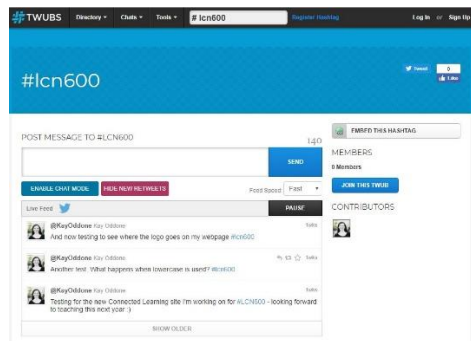 #TWUBS Directory Chats Tools # lcn600 Register Hashtag Log In or Sign Up
#lcn600
Tweet 0
Like
POST MESSAGE TO #LCN600 140
SEND
ENABLE CHAT MODE HIDE NEW RETWEETS Feed Speed: Fast
Live Feed PAUSE
@KayOddone Kay Oddone
And now testing to see where the logo goes on my webpage #lcn600
@KayOddone Kay Oddone
Another test. What happens when lowercase is used? #lcn600
@KayOddone Kay Oddone
Testing for the new Connected Learning site I'm working on for #LCN600 - looking forward
to teaching this next year :)
SHOW OLDER
EMBED THIS HASHTAG
MEMBERS
0 Members
JOIN THIS TWUB
CONTRIBUTORS